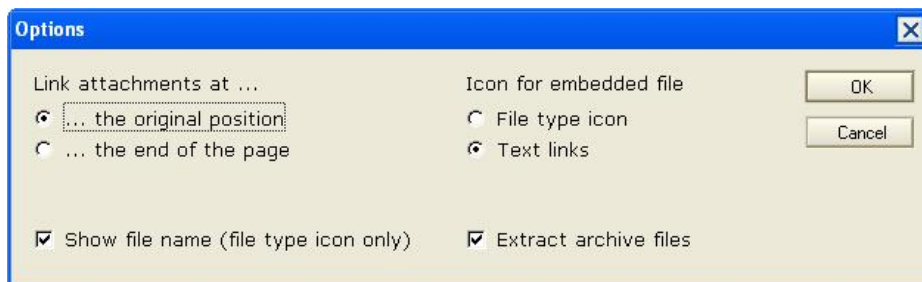 Options
Link attachments at ...
... the original position
... the end of the page
Icon for embedded file
File type icon
Text links
OK
Cancel
Show file name (file type icon only)
Extract archive files